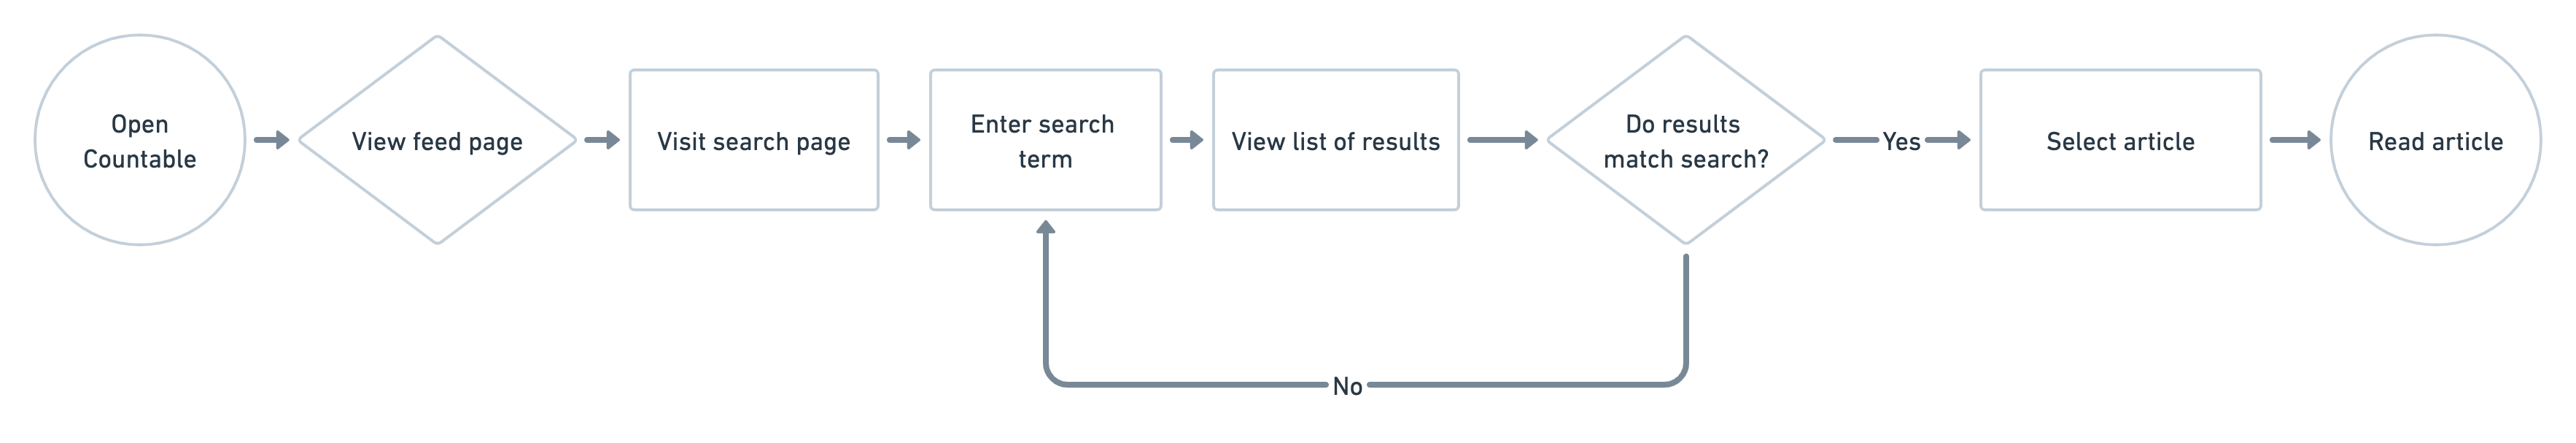 Open
Countable
View feed page
Visit search page
Enter search
term
View list of results
Do results
match search?
Yes
Select article
Read article
No